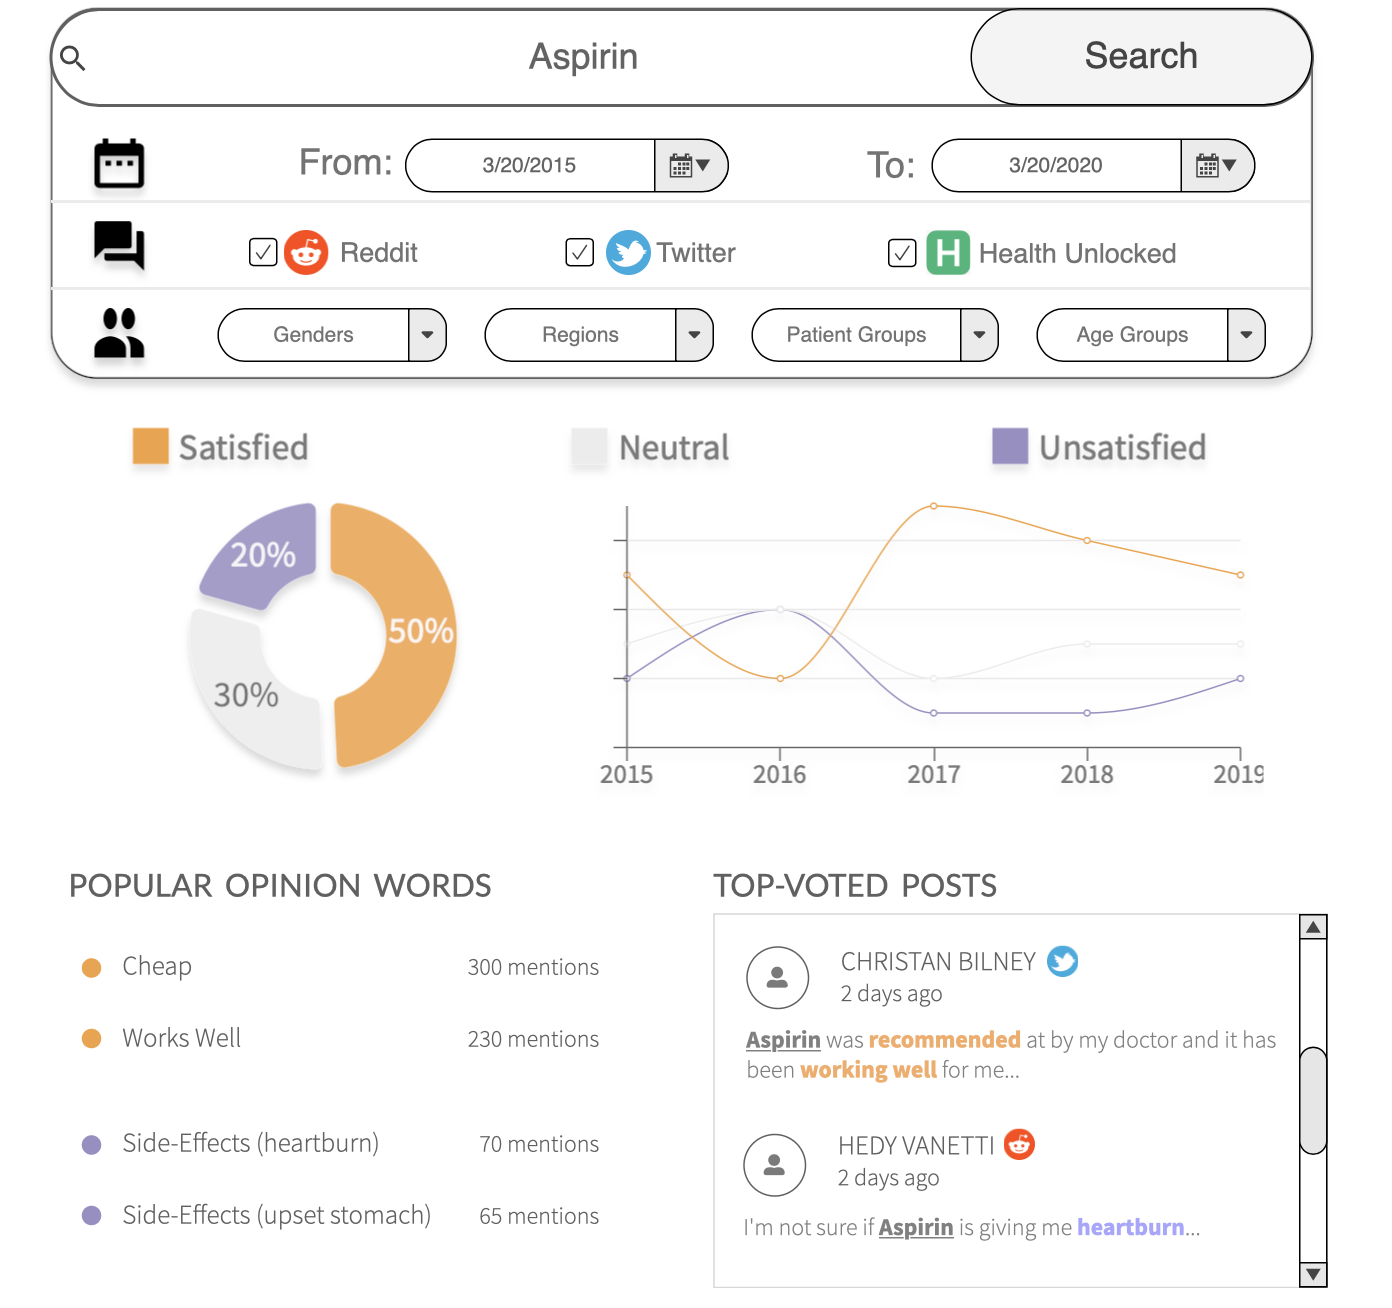 Aspirin
Search
From: 3/20/2015 To: 3/20/2020
Reddit Twitter H Health Unlocked
Genders Regions Patient Groups Age Groups
Satisfied Neutral Unsatisfied
20%
50%
30%
2015 2016 2017 2018 2019
POPULAR OPINION WORDS
Cheap 300 mentions
Works Well 230 mentions
Side-Effects (heartburn) 70 mentions
Side-Effects (upset stomach) 65 mentions
TOP-VOTED POSTS
CHRISTAN BILNEY
2 days ago
Aspirin was recommended at by my doctor and it has
been working well for me...
HEDY VANETTI
2 days ago
I'm not sure if Aspirin is giving me heartburn...